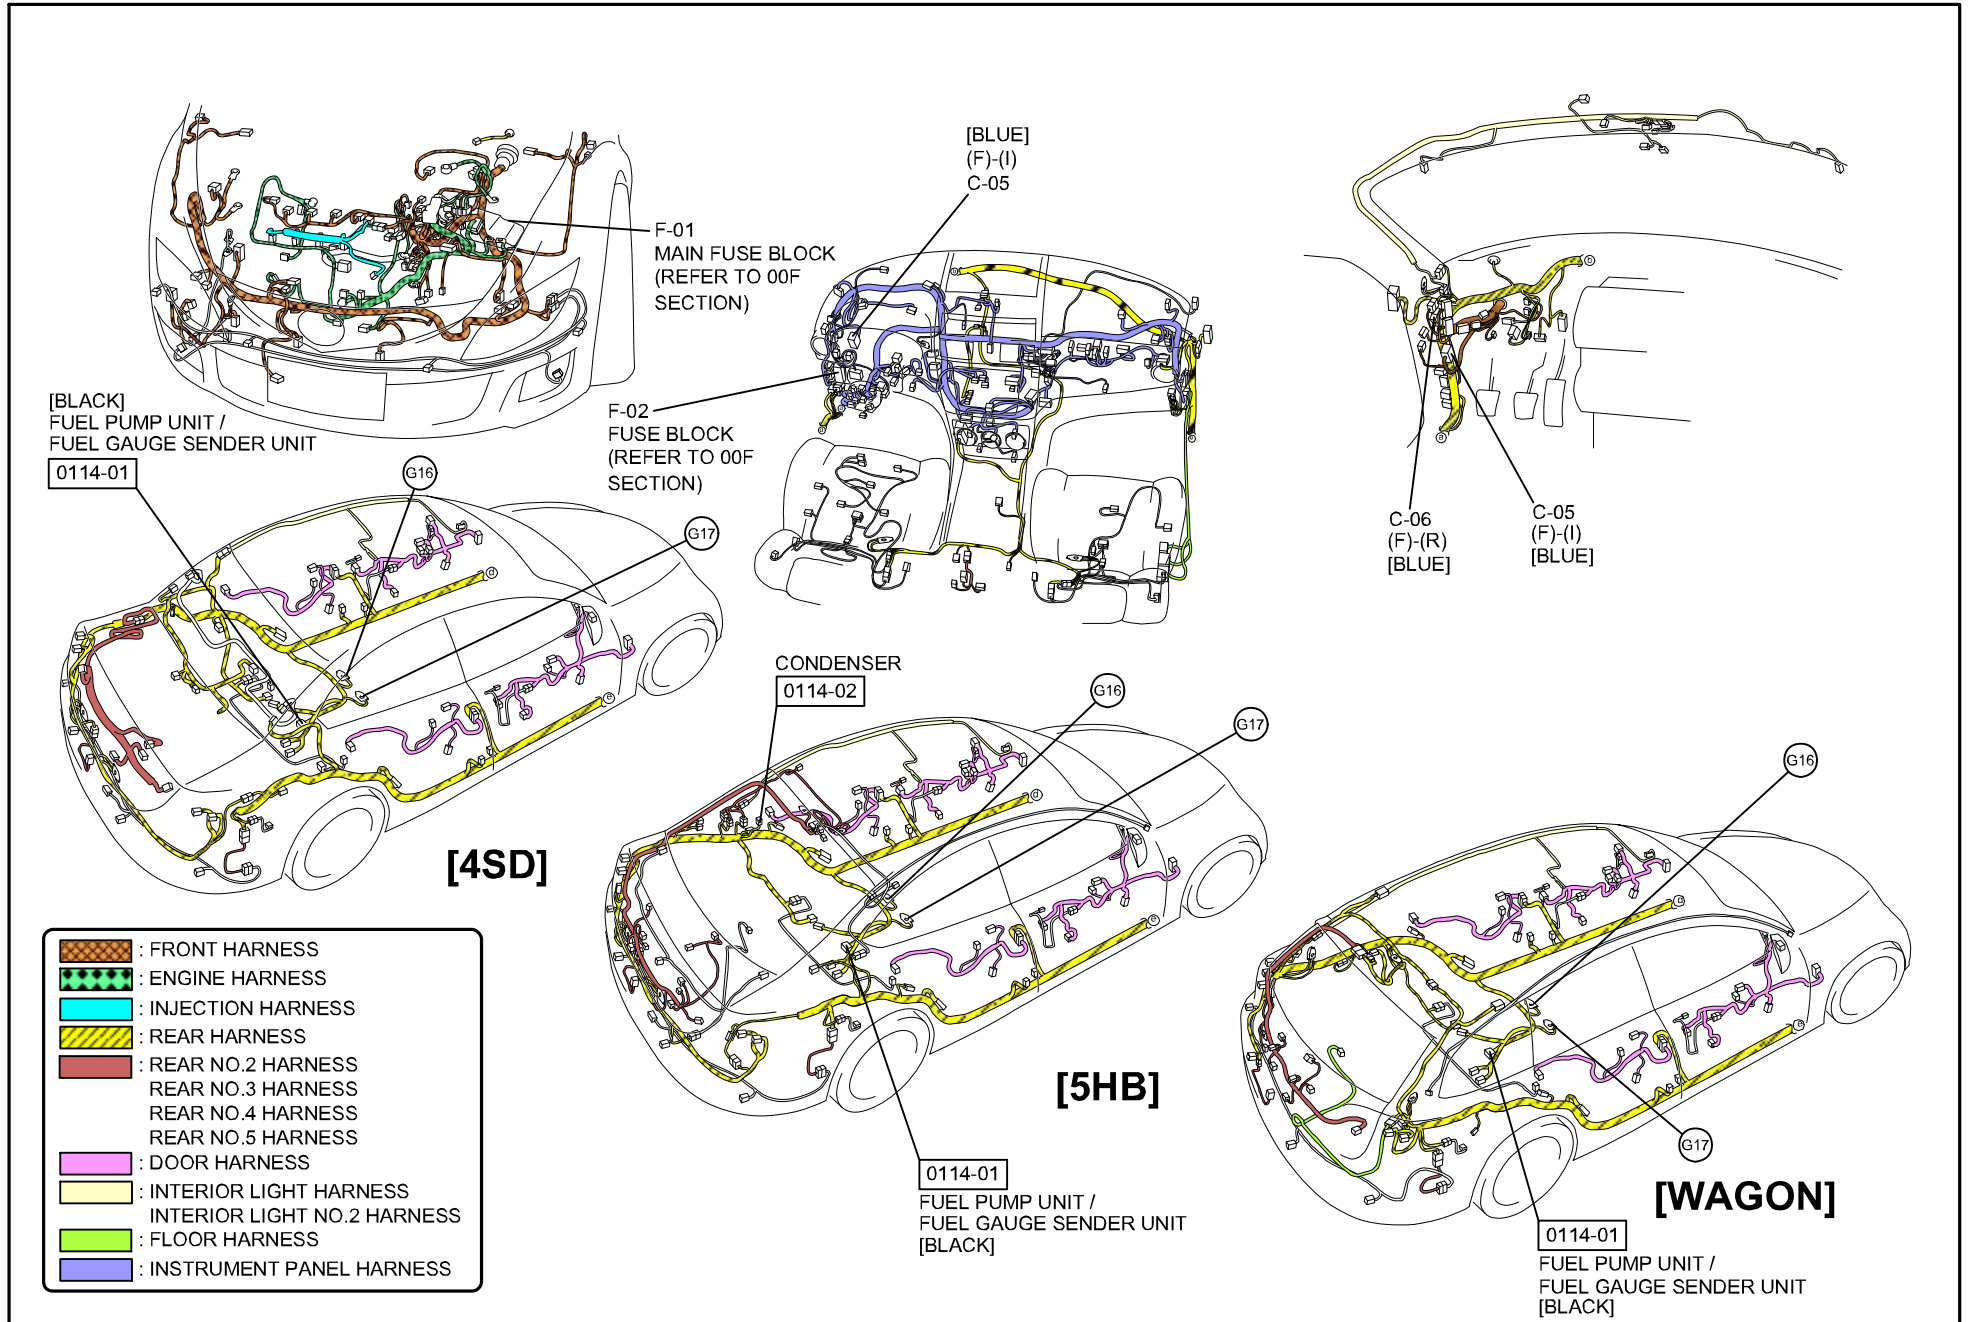 [BLUE]
(F)-(I)
C-05
F-01
MAIN FUSE BLOCK
(REFER TO 00F
SECTION)
F-02
FUSE BLOCK
(REFER TO 00F
SECTION)
C-06
(F)-(R)
[BLUE]
C-05
(F)-(I)
[BLUE]
[BLACK]
FUEL PUMP UNIT /
FUEL GAUGE SENDER UNIT
0114-01
G16
G17
[4SD]
CONDENSER
0114-02
G16
G17
[5HB]
0114-01
FUEL PUMP UNIT /
FUEL GAUGE SENDER UNIT
[BLACK]
G16
G17
[WAGON]
0114-01
FUEL PUMP UNIT /
FUEL GAUGE SENDER UNIT
[BLACK]
: FRONT HARNESS
: ENGINE HARNESS
: INJECTION HARNESS
: REAR HARNESS
: REAR NO.2 HARNESS
REAR NO.3 HARNESS
REAR NO.4 HARNESS
REAR NO.5 HARNESS
: DOOR HARNESS
: INTERIOR LIGHT HARNESS
INTERIOR LIGHT NO.2 HARNESS
: FLOOR HARNESS
: INSTRUMENT PANEL HARNESS